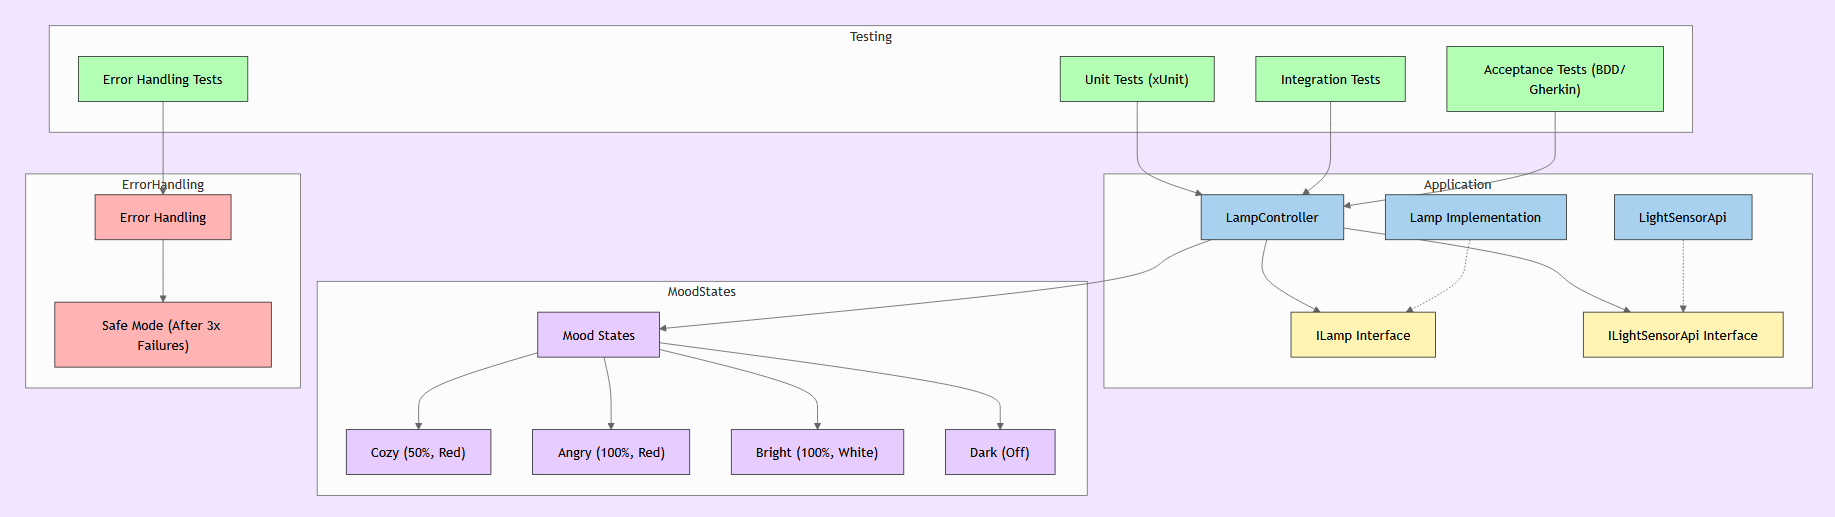 Testing
Error Handling Tests
Unit Tests (xUnit)
Integration Tests
Acceptance Tests (BDD/
Gherkin)
ErrorHandling
Error Handling
Safe Mode (After 3x
Failures)
Application
LampController
Lamp Implementation
LightSensorApi
ILamp Interface
ILightSensorApi Interface
MoodStates
Mood States
Cozy (50%, Red)
Angry (100%, Red)
Bright (100%, White)
Dark (Off)